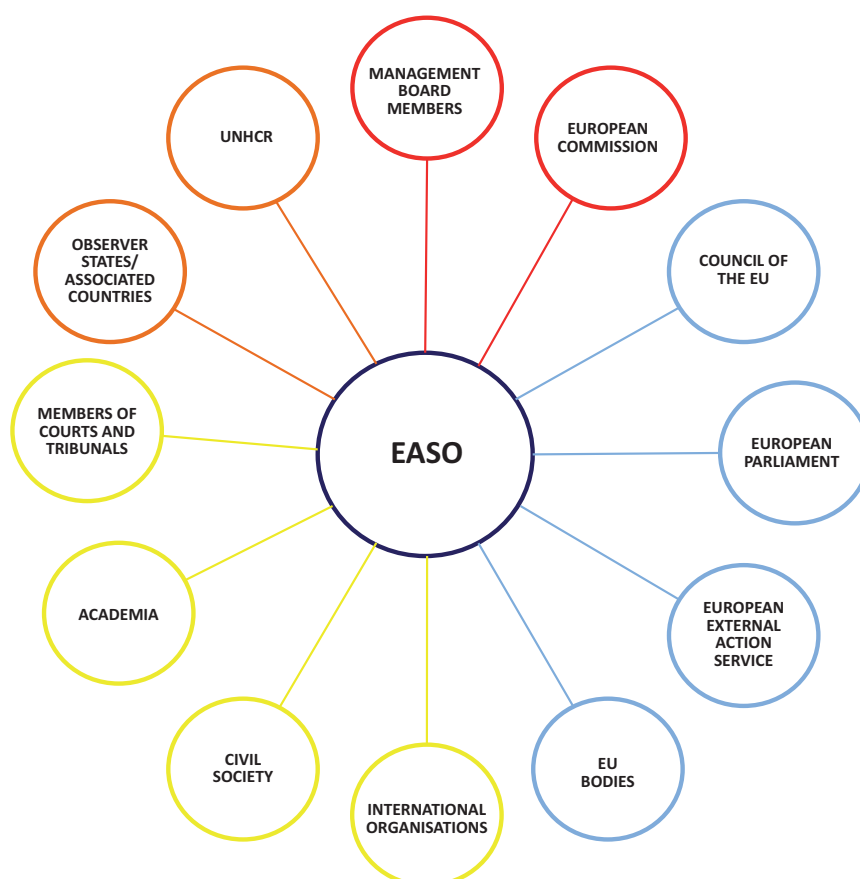 MANAGEMENT
BOARD
MEMBERS
EUROPEAN
COMMISSION
COUNCIL OF
THE EU
EUROPEAN
PARLIAMENT
EUROPEAN
EXTERNAL
ACTION
SERVICE
EU
BODIES
INTERNATIONAL
ORGANISATIONS
CIVIL
SOCIETY
ACADEMIA
MEMBERS OF
COURTS AND
TRIBUNALS
OBSERVER
STATES/
ASSOCIATED
COUNTRIES
UNHCR
EASO